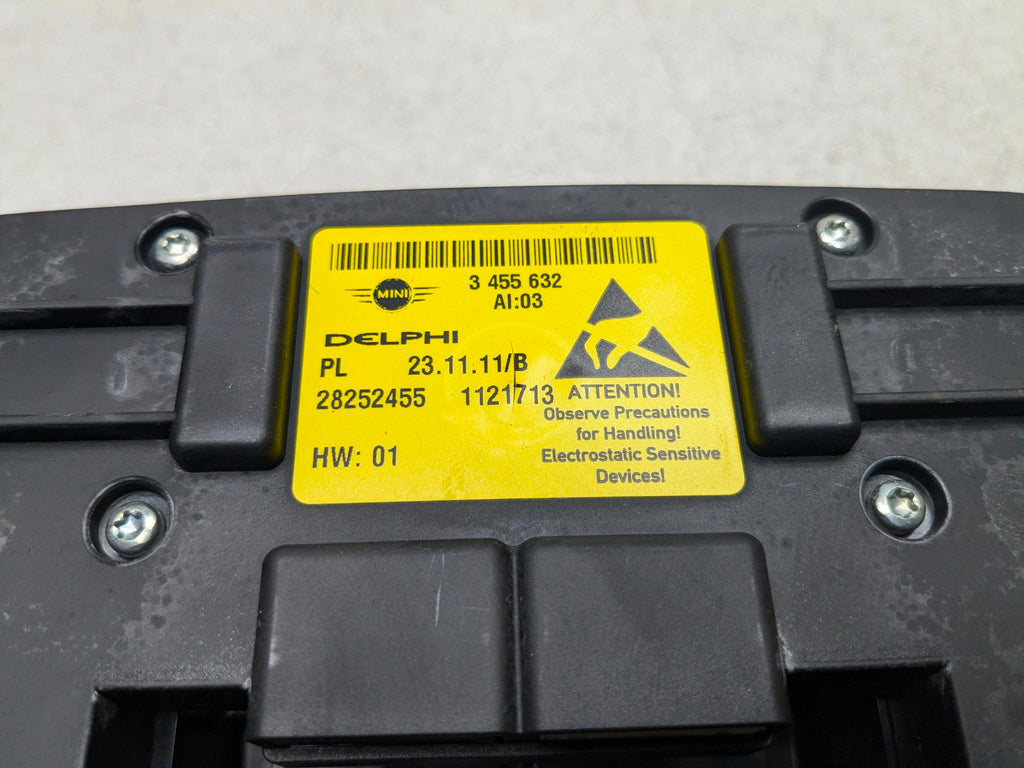 MINI
3 455 632
AI:03
DELPHI
PL 23.11.11/B
28252455 1121713
HW: 01
ATTENTION!
Observe Precautions
for Handling!
Electrostatic Sensitive
Devices!